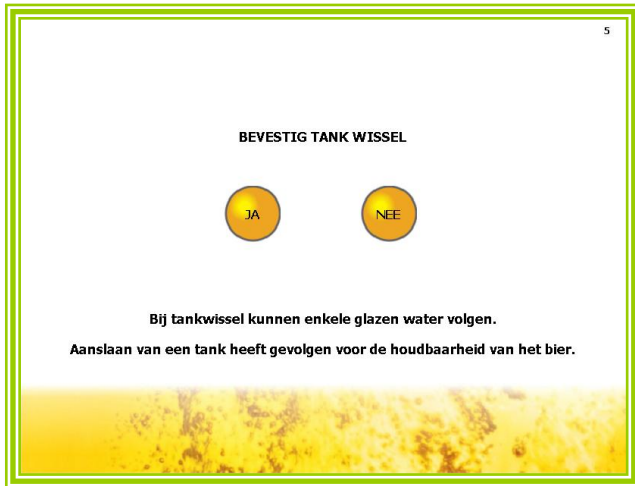 5
BEVESTIG TANK WISSEL
JA NEE
Bij tankwissel kunnen enkele glazen water volgen.
Aanslaan van een tank heeft gevolgen voor de houdbaarheid van het bier.